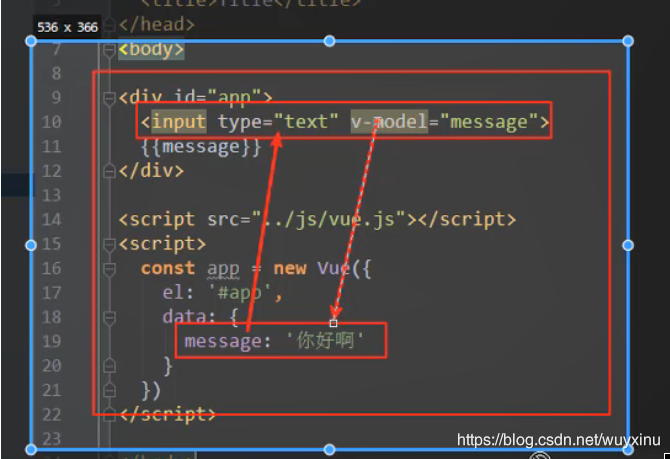 <title>Title</title>
536 x 366
</head>
7 <body>
8
9 <div id="app">
10 <input type="text" v-model="message">
11 {{message}}
12 </div>
13
14 <script src="../js/vue.js"></script>
15 <script>
16 const app = new Vue({
17 el: '#app',
18 data: {
19 message: '你好啊'
20 }
21 })
22 </script>
23
https://blog.csdn.net/wuyxinu